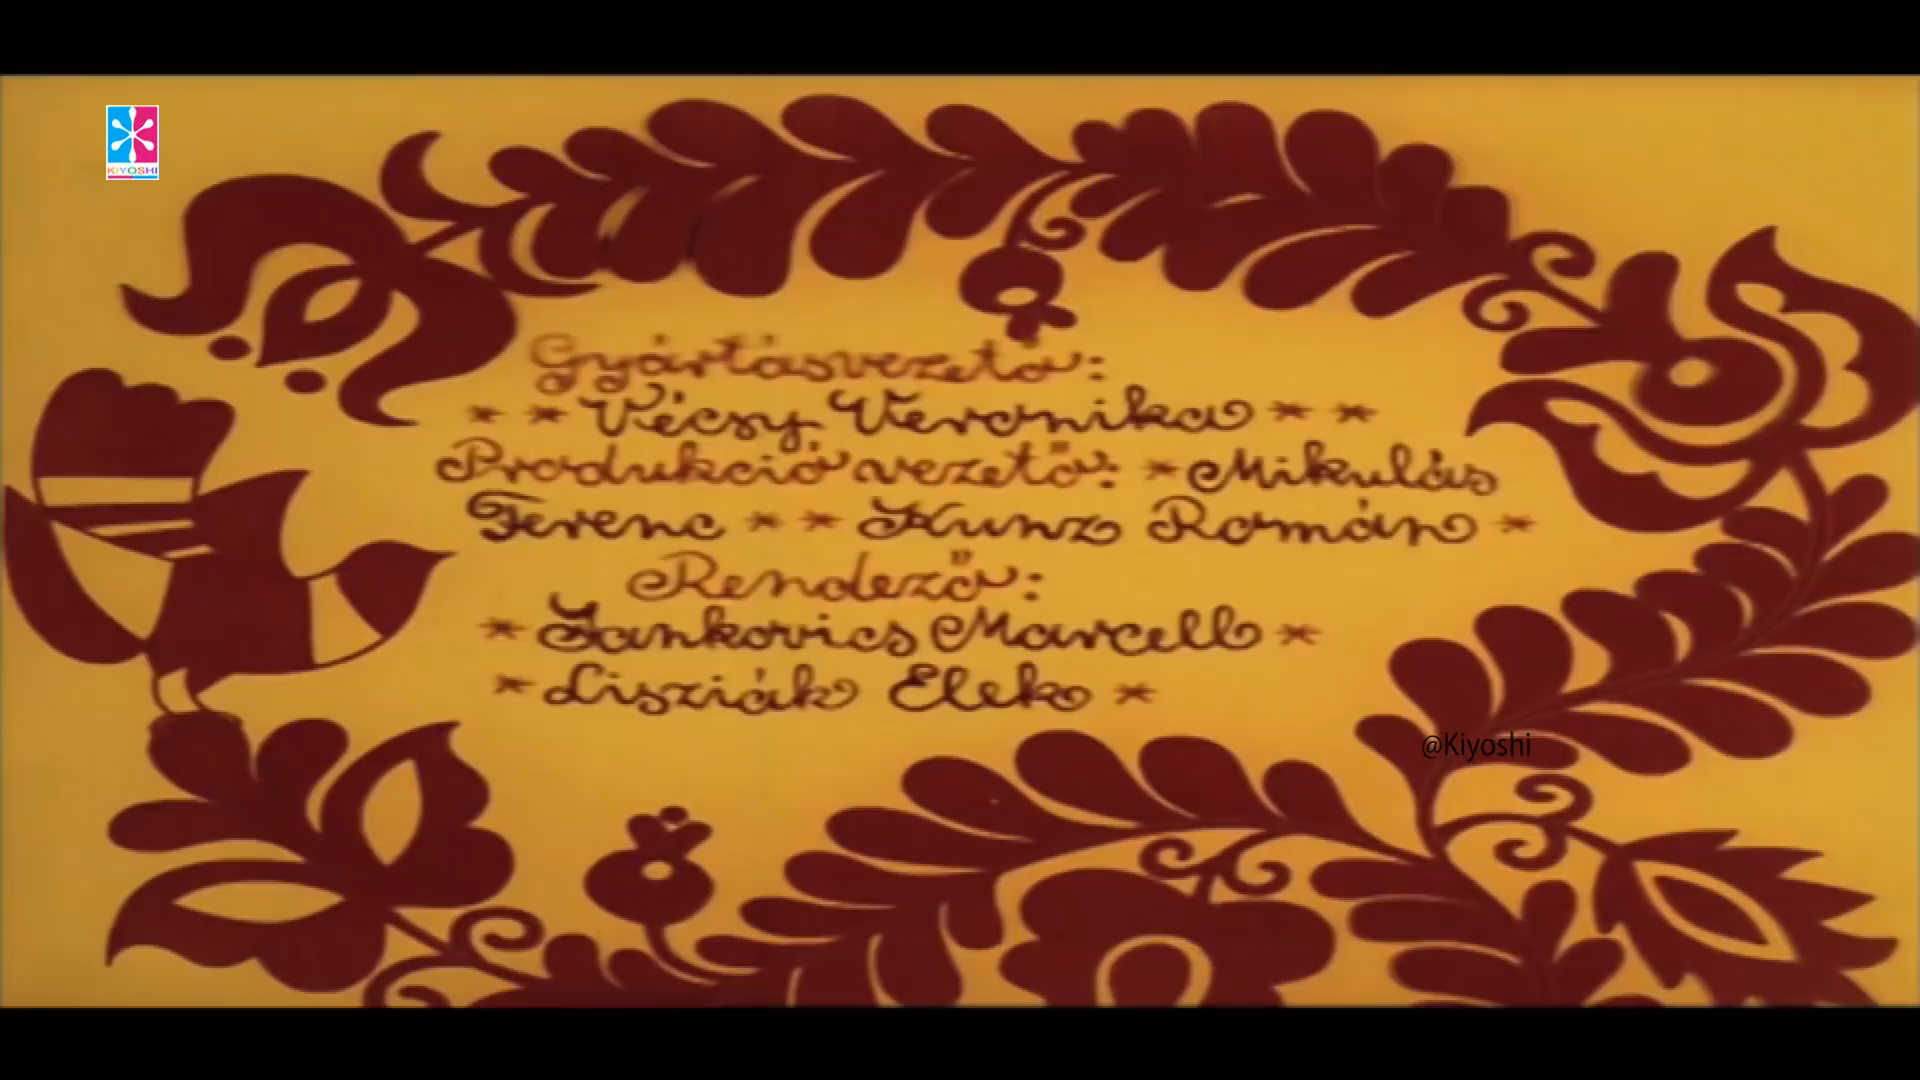 KIYOSHI
Gyártásvezető:
* * Vécsy Veronika * *
Produkció vezető: * Mikulás
Ferenc * * Kunz Román *
Rendező:
* Jankovics Marcell *
* Lisziák Elek *
@Kiyoshi